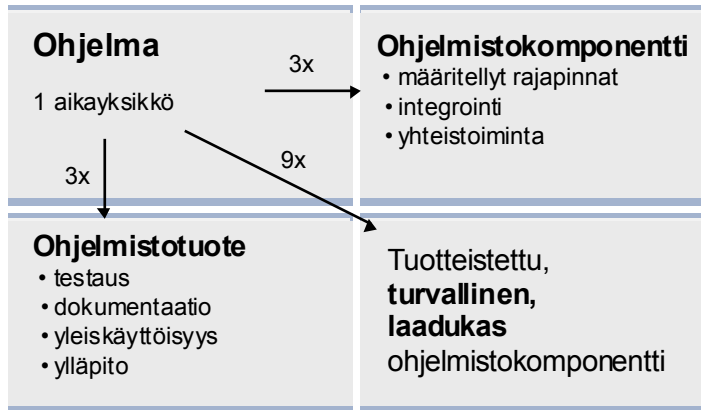 Ohjelma
1 aikayksikkö
3x
Ohjelmistokomponentti
• määritellyt rajapinnat
• integrointi
• yhteistoiminta
3x
9x
Ohjelmistotuote
• testaus
• dokumentaatio
• yleiskäyttöisyys
• ylläpito
Tuotteistettu,
turvallinen,
laadukas
ohjelmistokomponentti